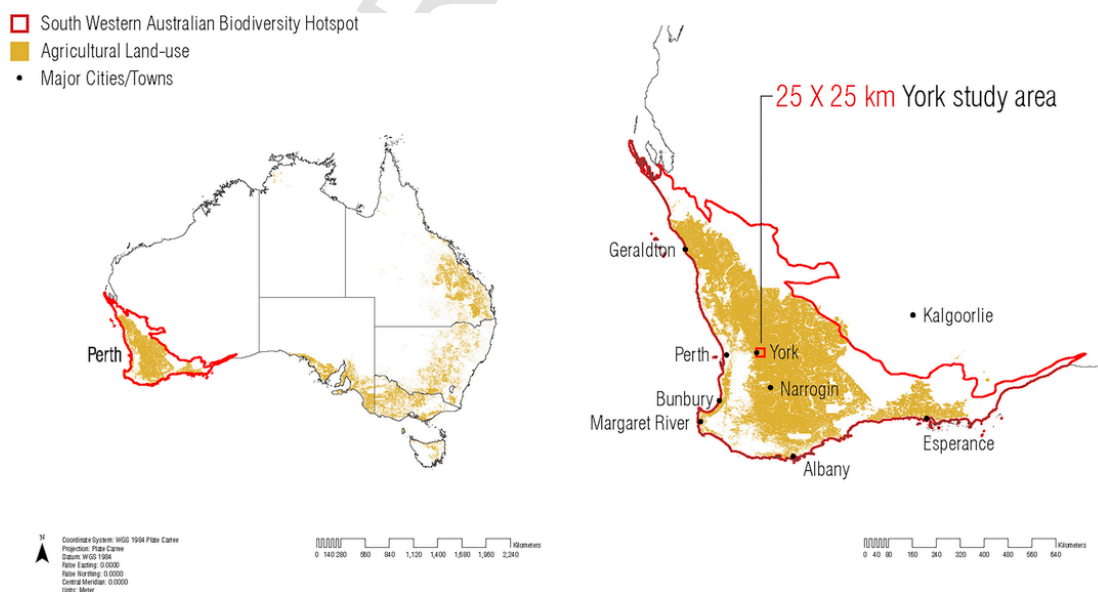 South Western Australian Biodiversity Hotspot
Agricultural Land-use
Major Cities/Towns
Perth
N
Coordinate System: WGS 1984 Plate Carree
Projection: Plate Carree
Datum: WGS 1984
False Easting: 0.0000
False Northing: 0.0000
Central Meridian: 0.0000
Units: Meter
0 140 280 560 840 1,120 1,400 1,680 1,960 2,240
Kilometers
25 X 25 km York study area
Geraldton
Kalgoorlie
Perth
York
Narrogin
Bunbury
Margaret River
Esperance
Albany
0 40 80 160 240 320 400 480 560 640
Kilometers